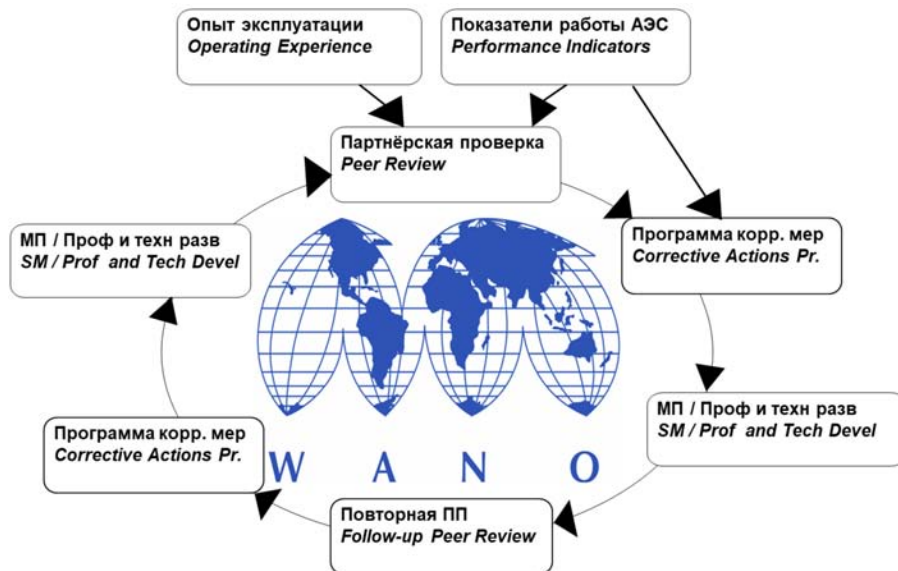 Опыт эксплуатации
Operating Experience
Показатели работы АЭС
Performance Indicators
Партнёрская проверка
Peer Review
МП / Проф и техн разв
SM / Prof and Tech Devel
Программа корр. мер
Corrective Actions Pr.
МП / Проф и техн разв
SM / Prof and Tech Devel
Программа корр. мер
Corrective Actions Pr.
W A N O
Повторная ПП
Follow-up Peer Review